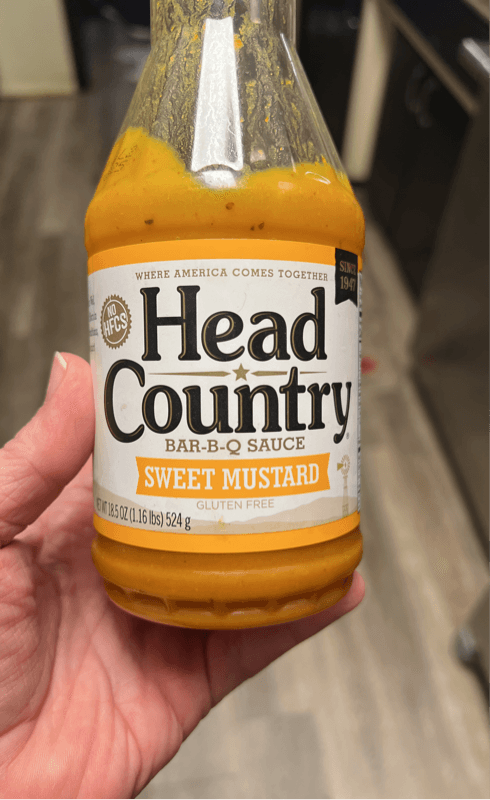 WHERE AMERICA COMES TOGETHER
SINCE
1947
NO
HFCS
Head
Country
BAR-B-Q SAUCE
SWEET MUSTARD
GLUTEN FREE
NET WT 18.5 OZ (1.16 lbs) 524 g